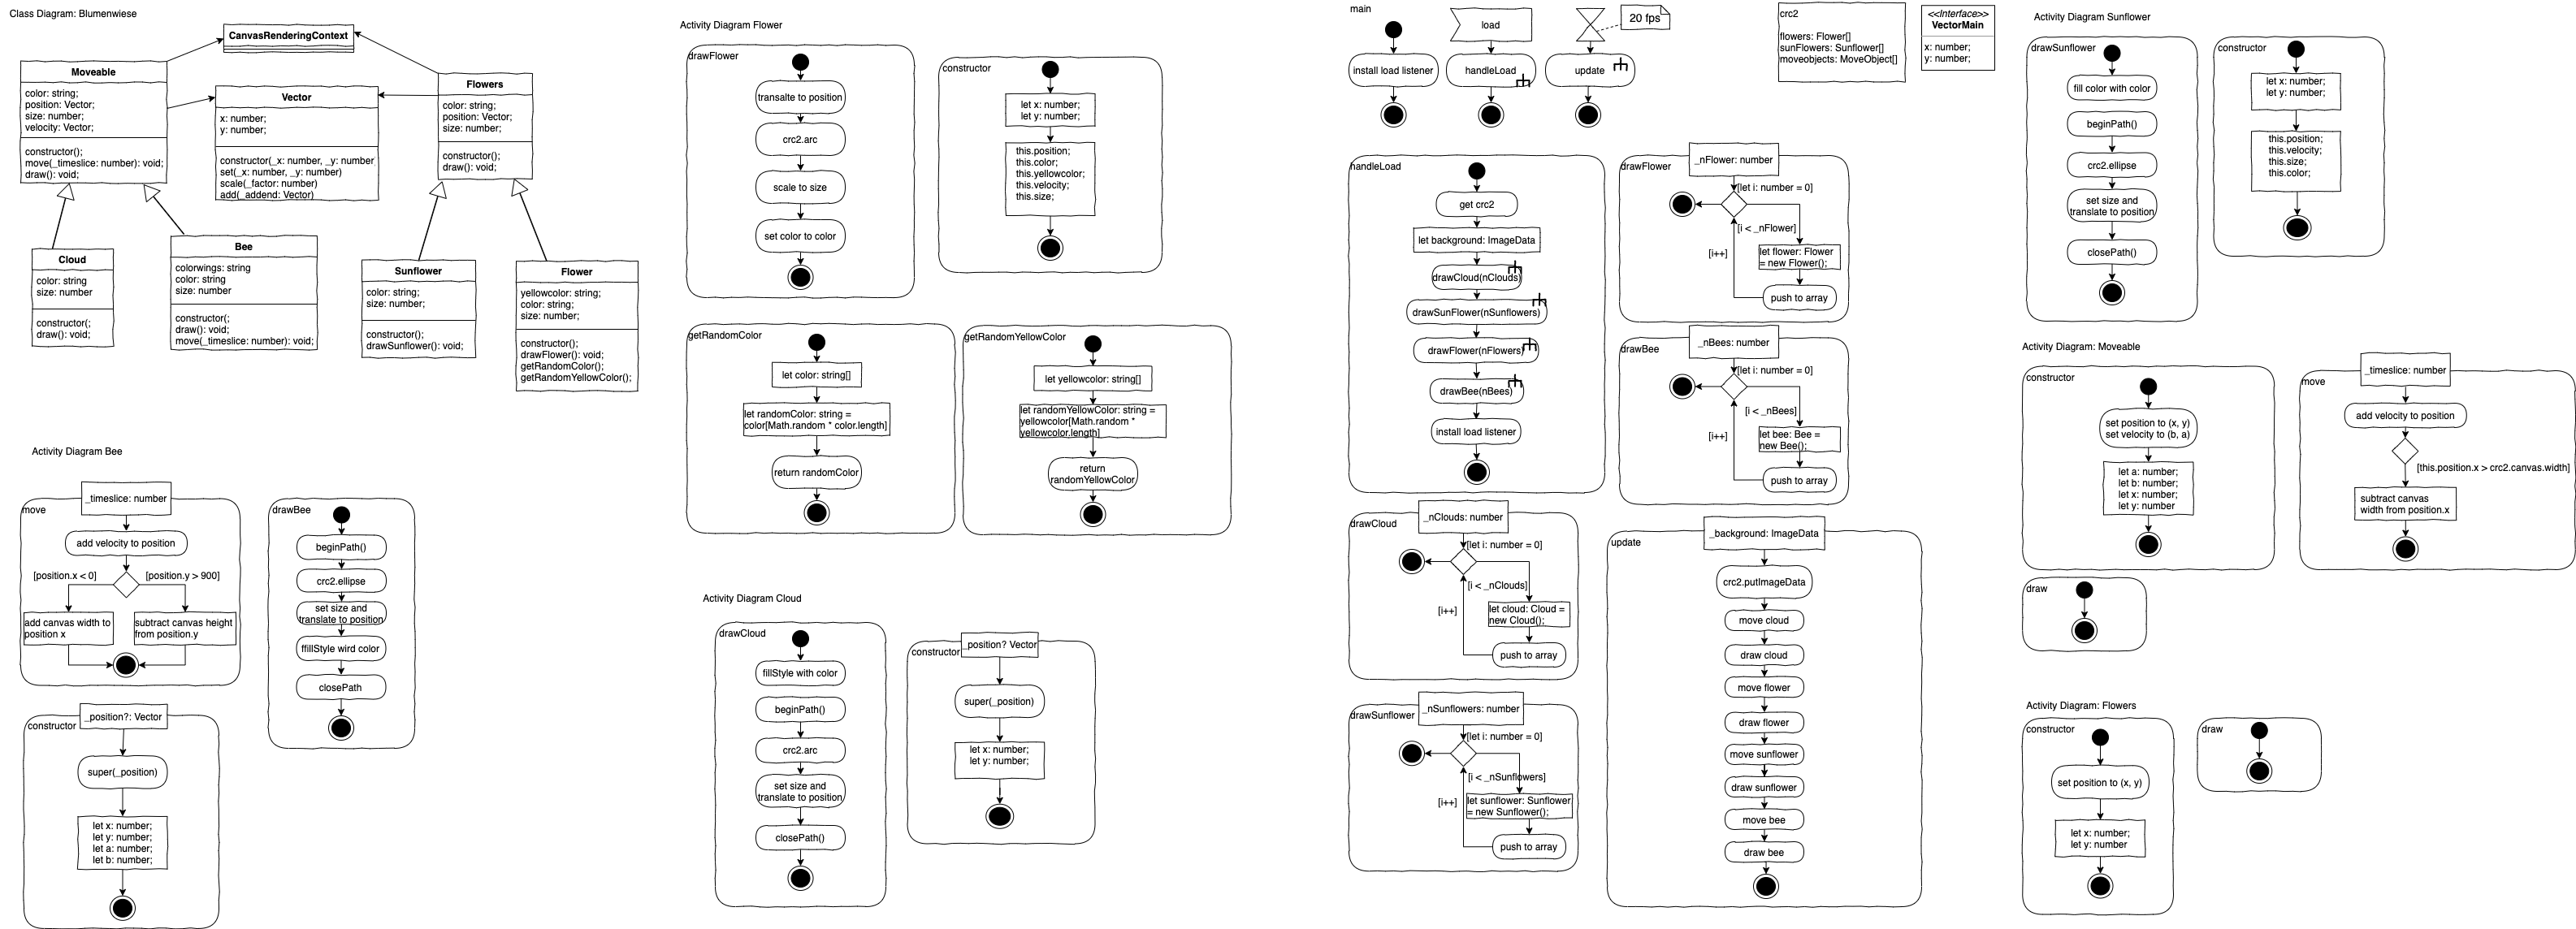 Class Diagram: Blumenwiese
CanvasRenderingContext
Moveable
color: string;
position: Vector;
size: number;
velocity: Vector;
constructor();
move(_timeslice: number): void;
draw(): void;
Vector
x: number;
y: number;
constructor(_x: number, _y: number
set(_x: number, _y: number)
scale(_factor: number)
add(_addend: Vector)
Flowers
color: string;
position: Vector;
size: number;
constructor();
draw(): void;
Cloud
color: string
size: number
constructor(;
draw(): void;
Bee
colorwings: string
color: string
size: number
constructor(;
draw(): void;
move(_timeslice: number): void;
Sunflower
color: string;
size: number;
constructor();
drawSunflower(): void;
Flower
yellowcolor: string;
color: string;
size: number;
constructor();
drawFlower(): void;
getRandomColor();
getRandomYellowColor();
Activity Diagram Bee
move
_timeslice: number
add velocity to position
[position.x < 0]
[position.y > 900]
add canvas width to
position x
subtract canvas height
from position.y
drawBee
beginPath()
crc2.ellipse
set size and
translate to position
ffillStyle wird color
closePath
constructor
_position?: Vector
super(_position)
let x: number;
let y: number;
let a: number;
let b: number;
Activity Diagram Flower
drawFlower
transalte to position
crc2.arc
scale to size
set color to color
constructor
let x: number;
let y: number;
this.position;
this.color;
this.yellowcolor;
this.velocity;
this.size;
getRandomColor
let color: string[]
let randomColor: string =
color[Math.random * color.length]
return randomColor
getRandomYellowColor
let yellowcolor: string[]
let randomYellowColor: string =
yellowcolor[Math.random *
yellowcolor.length]
return
randomYellowColor
Activity Diagram Cloud
drawCloud
fillStyle with color
beginPath()
crc2.arc
set size and
translate to position
closePath()
constructor
_position? Vector
super(_position)
let x: number;
let y: number;
main
install load listener
load
handleLoad
20 fps
update
crc2
flowers: Flower[]
sunFlowers: Sunflower[]
moveobjects: MoveObject[]
<<Interface>>
VectorMain
x: number;
y: number;
handleLoad
get crc2
let background: ImageData
drawCloud(nClouds)
drawSunFlower(nSunflowers)
drawFlower(nFlowers)
drawBee(nBees)
install load listener
drawFlower
_nFlower: number
[let i: number = 0]
[i < _nFlower]
[i++]
let flower: Flower
= new Flower();
push to array
drawBee
_nBees: number
[let i: number = 0]
[i < _nBees]
[i++]
let bee: Bee =
new Bee();
push to array
drawCloud
_nClouds: number
[let i: number = 0]
[i < _nClouds]
[i++]
let cloud: Cloud =
new Cloud();
push to array
drawSunflower
_nSunflowers: number
[let i: number = 0]
[i < _nSunflowers]
[i++]
let sunflower: Sunflower
= new Sunflower();
push to array
update
_background: ImageData
crc2.putImageData
move cloud
draw cloud
move flower
draw flower
move sunflower
draw sunflower
move bee
draw bee
Activity Diagram Sunflower
drawSunflower
fill color with color
beginPath()
crc2.ellipse
set size and
translate to position
closePath()
constructor
let x: number;
let y: number;
this.position;
this.velocity;
this.size;
this.color;
Activity Diagram: Moveable
constructor
set position to (x, y)
set velocity to (b, a)
let a: number;
let b: number;
let x: number;
let y: number
move
_timeslice: number
add velocity to position
[this.position.x > crc2.canvas.width]
subtract canvas
width from position.x
draw
Activity Diagram: Flowers
constructor
set position to (x, y)
let x: number;
let y: number
draw